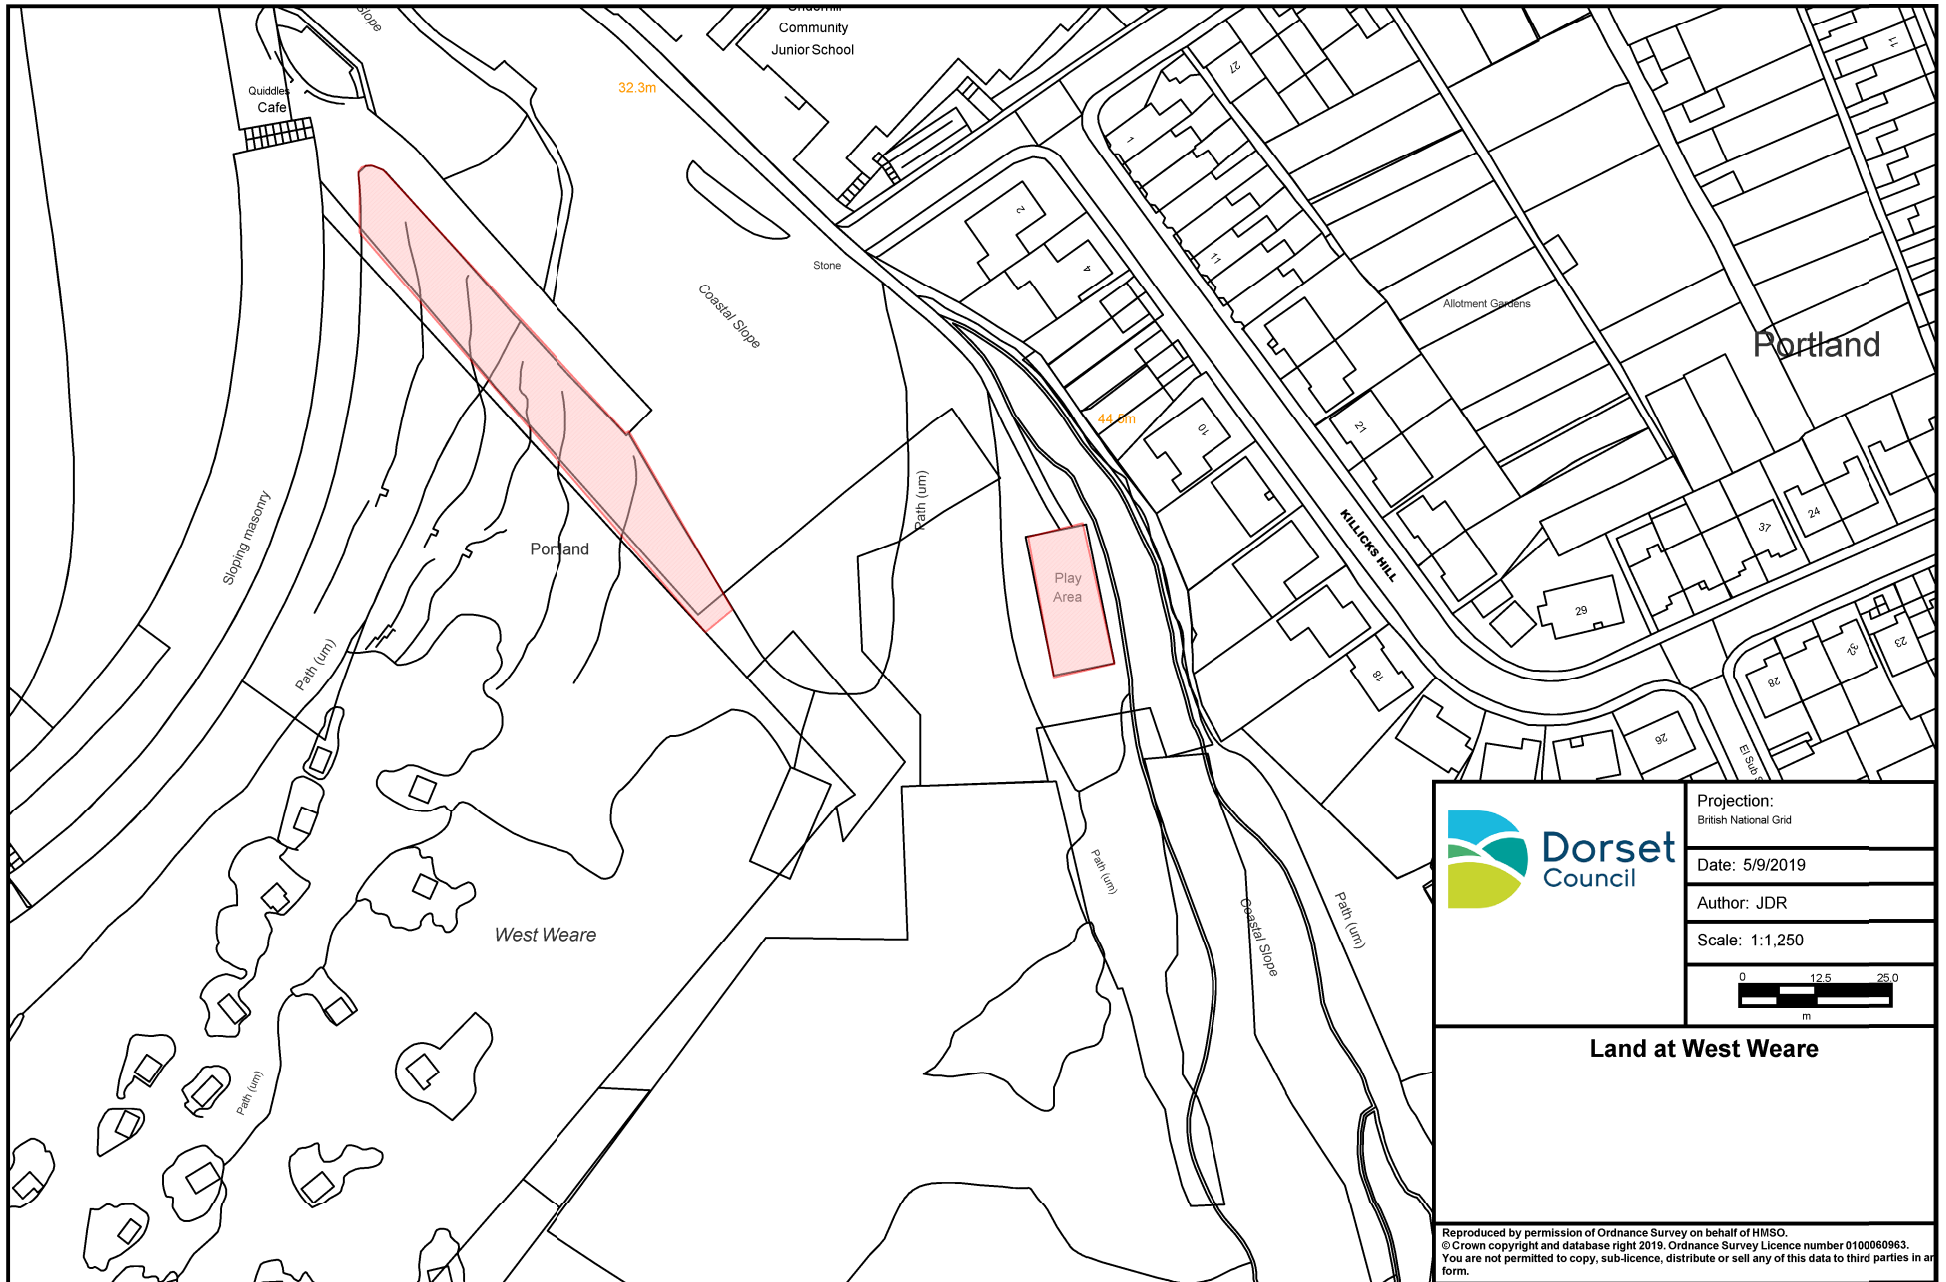 Slope
Community
Junior School
Quiddles
Cafe
32.3m
27
1
11
2
4
11
Stone
Coastal Slope
Allotment Gardens
Portland
44.
m
10
21
Path (um)
KILLICKS HILL
37
24
Sloping masonry
Portland
Play
Area
29
Path (um)
18
28
32
23
26
El Sub S
West Weare
Path (um)
Coastal Slope
Path (um)
Path (um)
Dorset
Council
Projection:
British National Grid
Date: 5/9/2019
Author: JDR
Scale: 1:1,250
0 12.5 25.0
m
Land at West Weare
Reproduced by permission of Ordnance Survey on behalf of HMSO.
© Crown copyright and database right 2019. Ordnance Survey Licence number 0100060963.
You are not permitted to copy, sub-licence, distribute or sell any of this data to third parties in an
form.